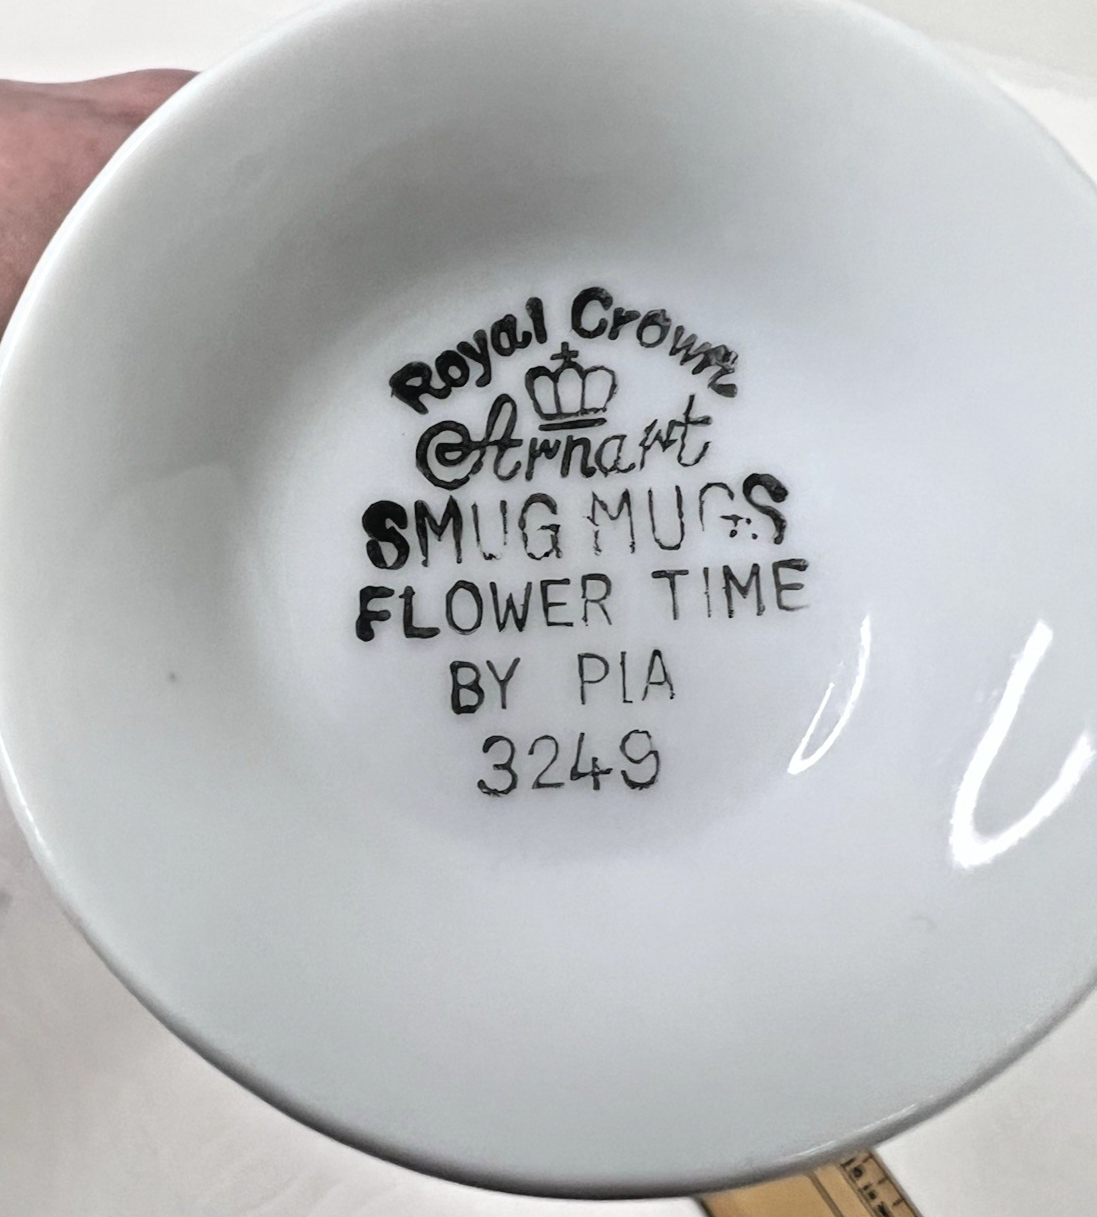 Royal Crown
Arnart
SMUG MUGS
FLOWER TIME
BY PIA
3249